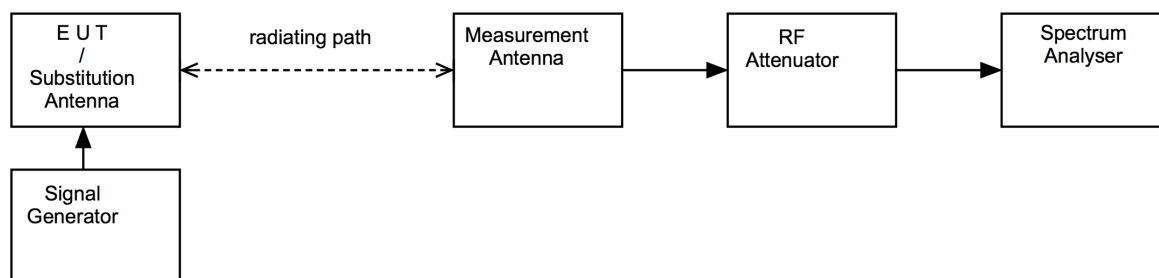 E U T
/
Substitution
Antenna
radiating path
Measurement
Antenna
RF
Attenuator
Spectrum
Analyser
Signal
Generator